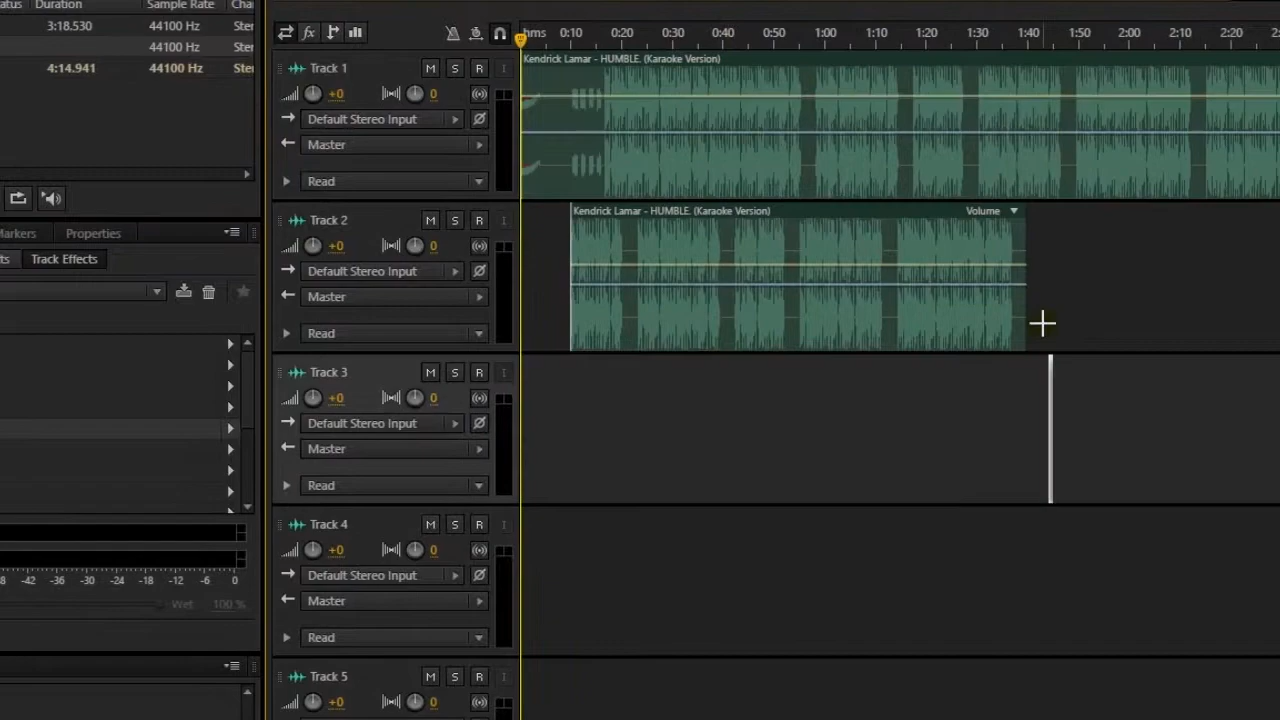 atus Duration Sample Rate Cha
3:18.530 44100 Hz Ster
44100 Hz Ster
4:14.941 44100 Hz Ster
Markers Properties
ts Track Effects
-42 -36 -30 -24 -18 -12 -6 0
Wet 100 %
fx
hms 0:10 0:20 0:30 0:40 0:50 1:00 1:10 1:20 1:30 1:40 1:50 2:00 2:10 2:20
Track 1 M S R I
+0 0
Default Stereo Input
Master
Read
Kendrick Lamar - HUMBLE. (Karaoke Version)
Track 2 M S R I
+0 0
Default Stereo Input
Master
Read
Kendrick Lamar - HUMBLE. (Karaoke Version) Volume
Track 3 M S R I
+0 0
Default Stereo Input
Master
Read
Track 4 M S R I
+0 0
Default Stereo Input
Master
Read
Track 5 M S R I
+0 0